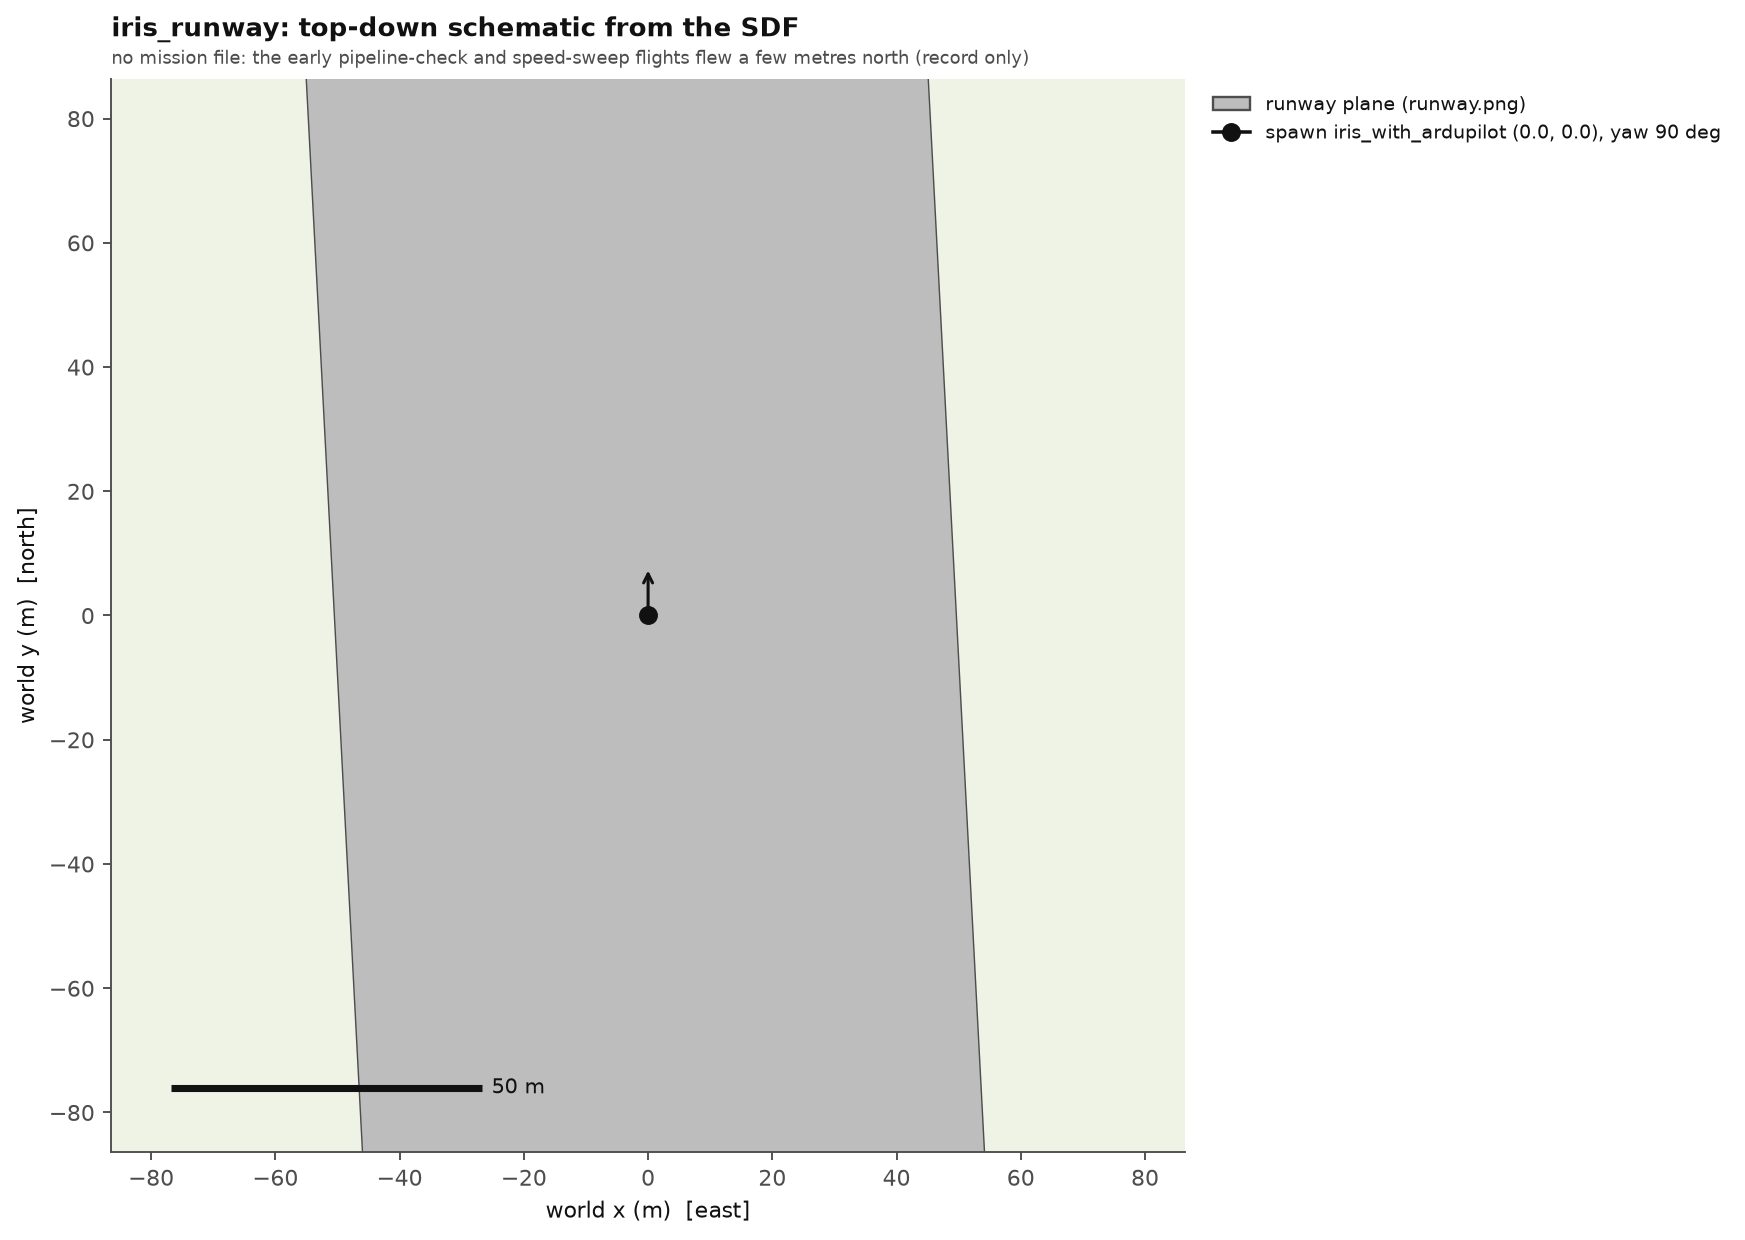 iris_runway: top-down schematic from the SDF
no mission file: the early pipeline-check and speed-sweep flights flew a few metres north (record only)
runway plane (runway.png)
spawn iris_with_ardupilot (0.0, 0.0), yaw 90 deg
world y (m)  [north]
80
60
40
20
0
−20
−40
−60
−80
50 m
−80 −60 −40 −20 0 20 40 60 80
world x (m)  [east]